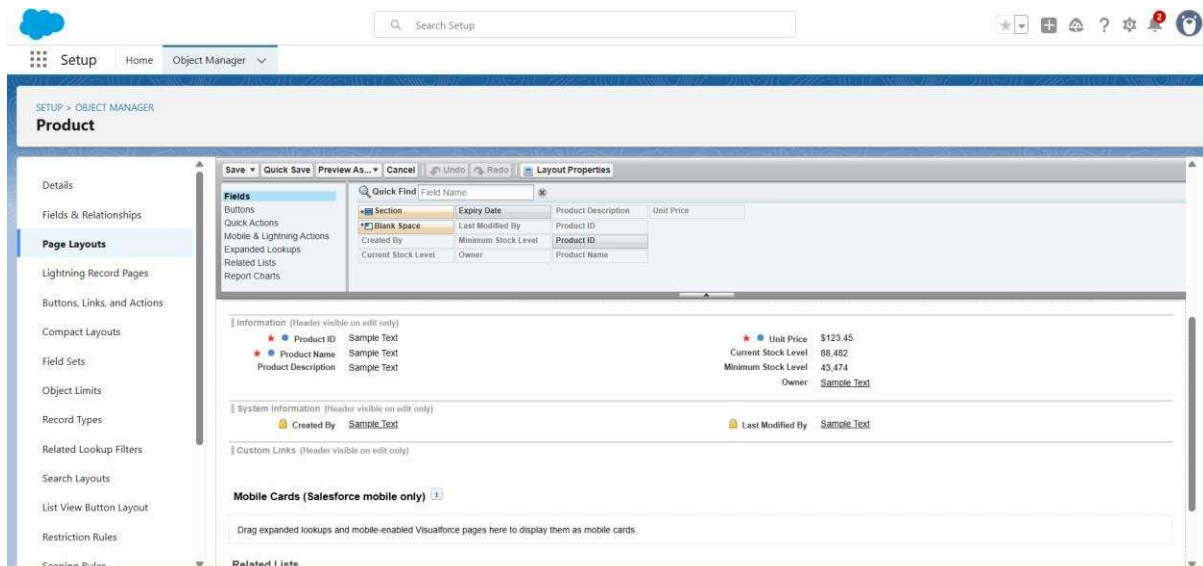 Search Setup
2
Setup Home Object Manager
SETUP > OBJECT MANAGER
Product
Details
Fields & Relationships
Page Layouts
Lightning Record Pages
Buttons, Links, and Actions
Compact Layouts
Field Sets
Object Limits
Record Types
Related Lookup Filters
Search Layouts
List View Button Layout
Restriction Rules
Scoping Rules
Save Quick Save Preview As... Cancel Undo Redo Layout Properties
Fields
Buttons
Quick Actions
Mobile & Lightning Actions
Expanded Lookups
Related Lists
Report Charts
Quick Find Field Name
Section Expiry Date Product Description Unit Price
Blank Space Last Modified By Product ID
Created By Minimum Stock Level Product ID
Current Stock Level Owner Product Name
Information (Header visible on edit only)
Product ID Sample Text Unit Price $123.45
Product Name Sample Text Current Stock Level 88,482
Product Description Sample Text Minimum Stock Level 43,474
Owner Sample Text
System Information (Header visible on edit only)
Created By Sample Text Last Modified By Sample Text
Custom Links (Header visible on edit only)
Mobile Cards (Salesforce mobile only) i
Drag expanded lookups and mobile-enabled Visualforce pages here to display them as mobile cards.
Related Lists